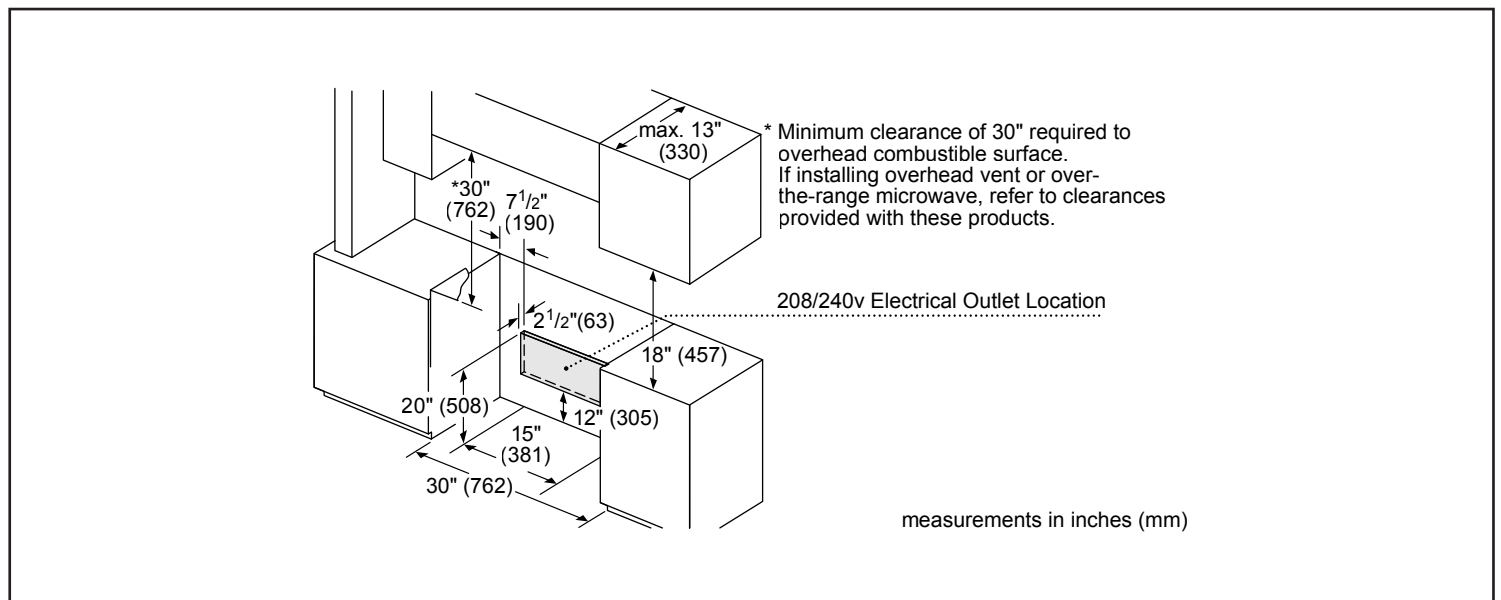 max. 13"
(330)
* Minimum clearance of 30" required to
overhead combustible surface.
If installing overhead vent or over-
the-range microwave, refer to clearances
provided with these products.
*30"
(762)
7 1/2"
(190)
208/240v Electrical Outlet Location
2 1/2"(63)
18" (457)
20" (508)
12" (305)
15"
(381)
30" (762)
measurements in inches (mm)